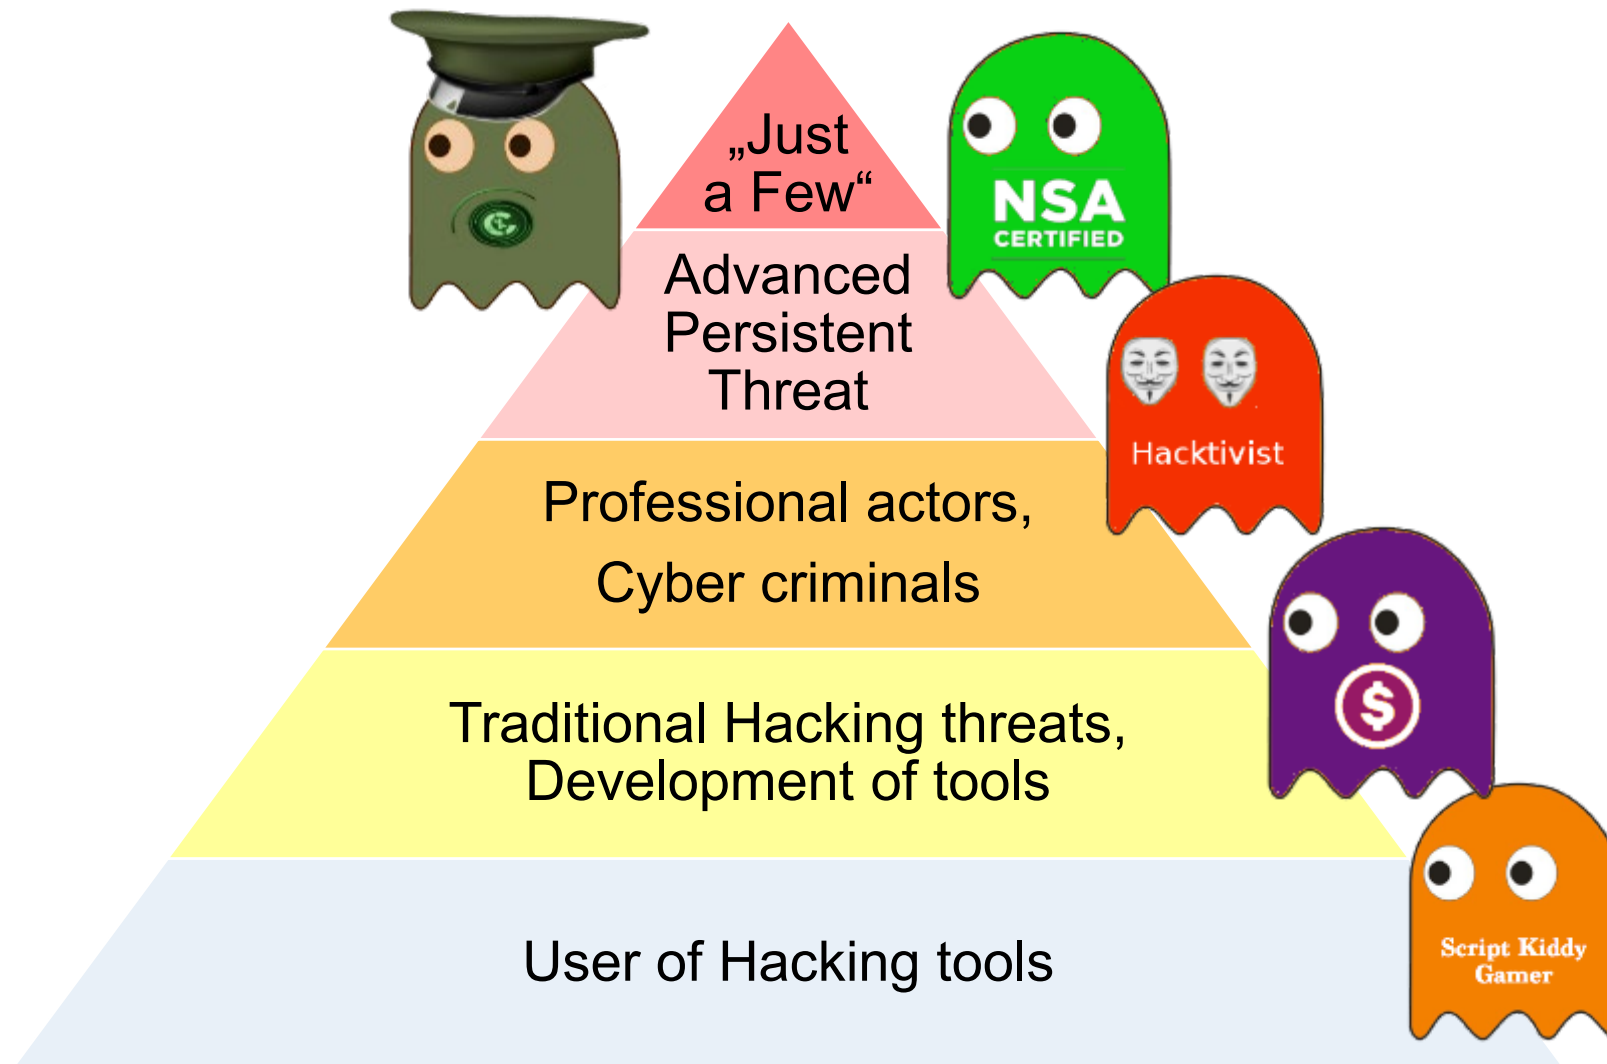 „Just
a Few“
NSA
CERTIFIED
Advanced
Persistent
Threat
Hacktivist
Professional actors,
Cyber criminals
$
Traditional Hacking threats,
Development of tools
User of Hacking tools
Script Kiddy
Gamer